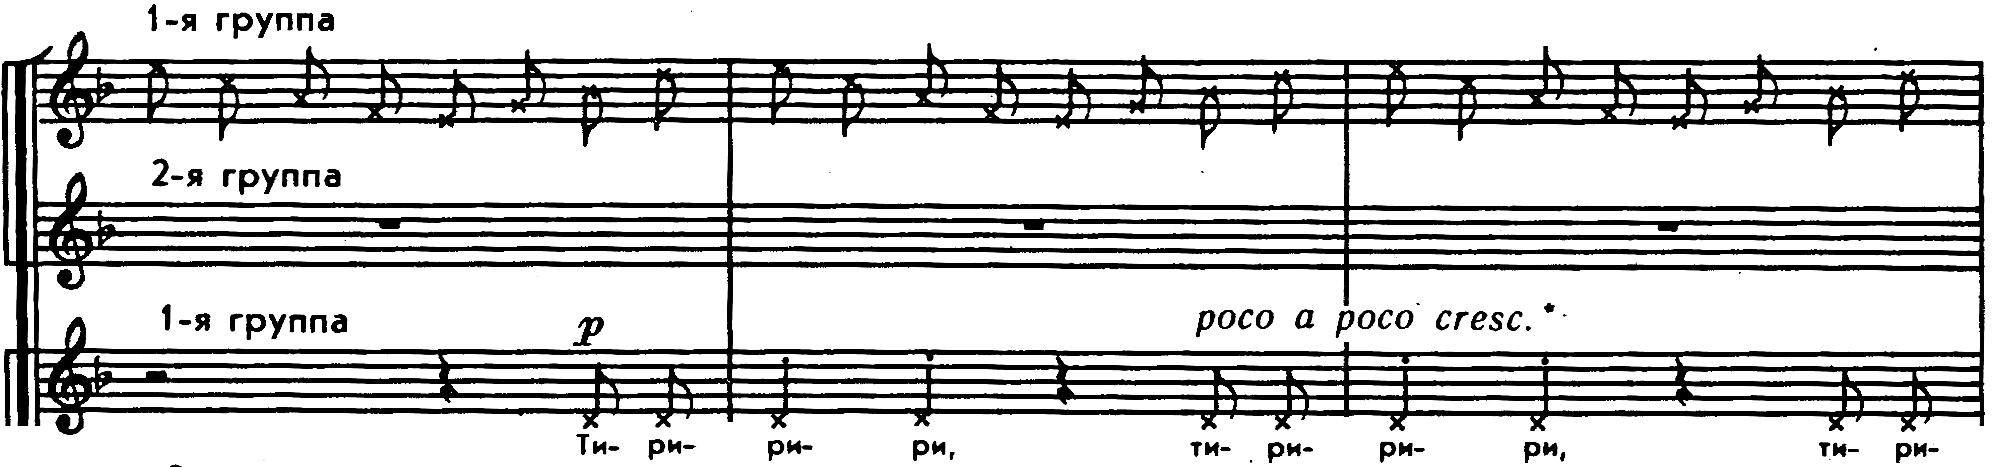 1-я группа
2-я группа
1-я группа
p
poco a poco cresc.*
Ти- ри- ри- ри, ти- ри- ри- ри, ти- ри-